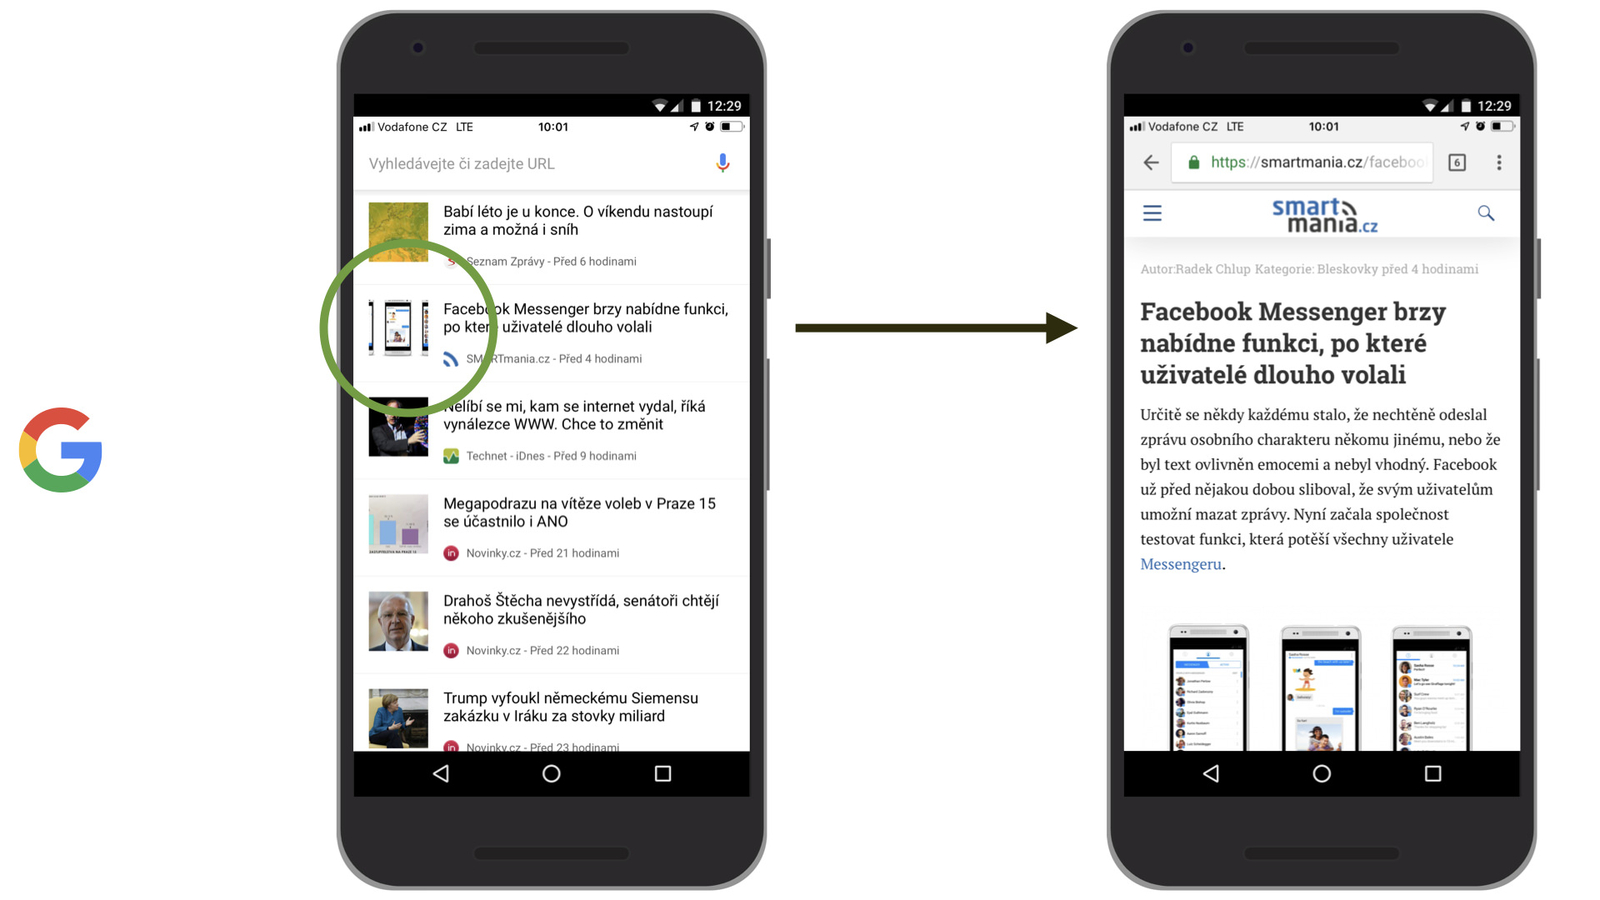 12:29
Vodafone CZ LTE 10:01
Vyhledávejte či zadejte URL
Babí léto je u konce. O víkendu nastoupí
zima a možná i sníh
Seznam Zprávy - Před 6 hodinami
Facebook Messenger brzy nabídne funkci,
po které uživatelé dlouho volali
SMARTmania.cz - Před 4 hodinami
Nelíbí se mi, kam se internet vydal, říká
vynálezce WWW. Chce to změnit
Technet - iDnes - Před 9 hodinami
Megapodrazu na vítěze voleb v Praze 15
se účastnilo i ANO
in Novinky.cz - Před 21 hodinami
Drahoš Štěcha nevystřídá, senátoři chtějí
někoho zkušenějšího
in Novinky.cz - Před 22 hodinami
Trump vyfoukl německému Siemensu
zakázku v Iráku za stovky miliard
in Novinky.cz - Před 23 hodinami
12:29
Vodafone CZ LTE 10:01
https://smartmania.cz/faceboo
6
smart
mania.cz
Autor:Radek Chlup Kategorie: Bleskovky před 4 hodinami
Facebook Messenger brzy
nabídne funkci, po které
uživatelé dlouho volali
Určitě se někdy každému stalo, že nechtěně odeslal
zprávu osobního charakteru někomu jinému, nebo že
byl text ovlivněn emocemi a nebyl vhodný. Facebook
už před nějakou dobou sliboval, že svým uživatelům
umožní mazat zprávy. Nyní začala společnost
testovat funkci, která potěší všechny uživatele
Messengeru.